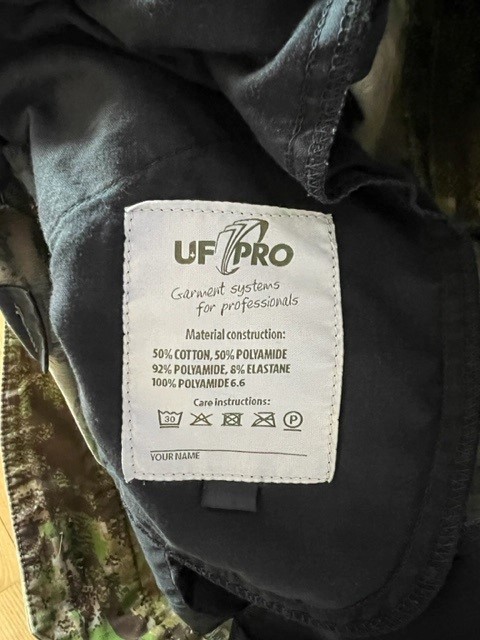 UF PRO
Garment systems
for professionals
Material construction:
50% COTTON, 50% POLYAMIDE
92% POLYAMIDE, 8% ELASTANE
100% POLYAMIDE 6.6
Care instructions:
30 P
YOUR NAME